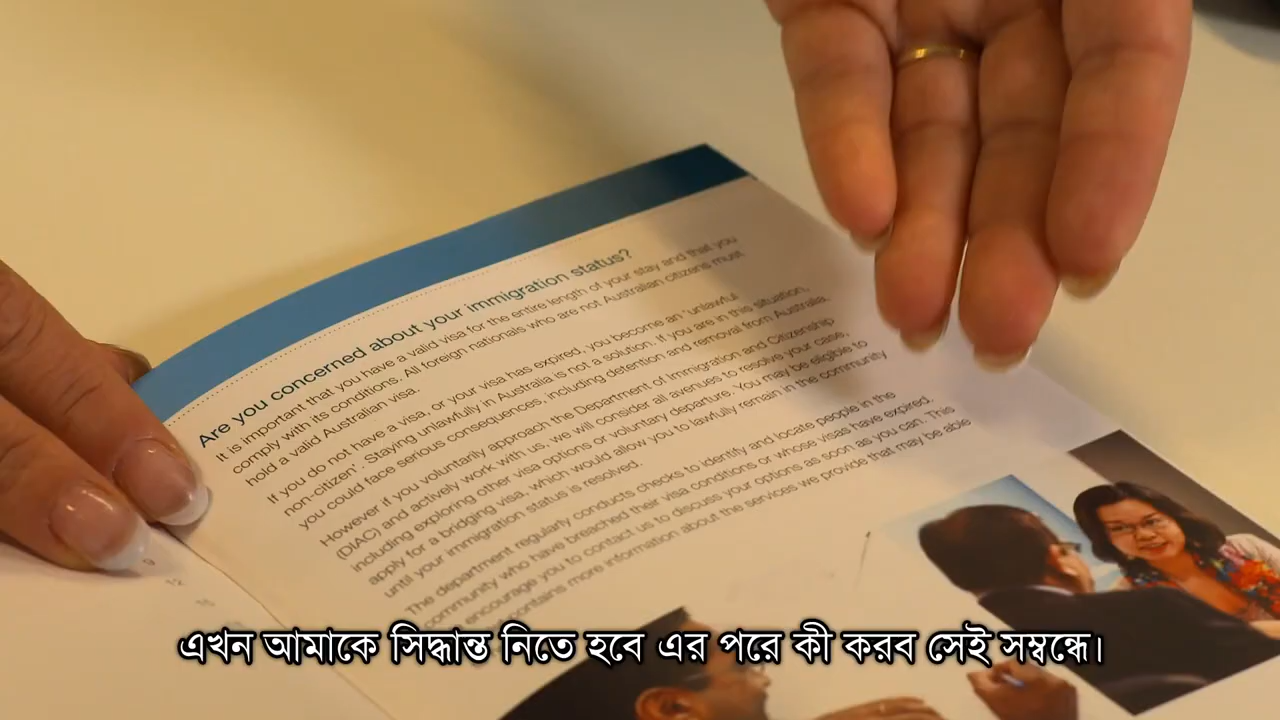 Are you concerned about your immigration status?
It is important that you have a valid visa for the entire length of your stay and that you
comply with its conditions. All foreign nationals who are not Australian citizens must
hold a valid Australian visa.
If you do not have a visa, or your visa has expired, you become an 'unlawful
non-citizen'. Staying unlawfully in Australia is not a solution. If you are in this situation,
you could face serious consequences, including detention and removal from Australia.
However if you voluntarily approach the Department of Immigration and Citizenship
(DIAC) and actively work with us, we will consider all avenues to resolve your case,
including exploring other visa options or voluntary departure. You may be eligible to
apply for a bridging visa, which would allow you to lawfully remain in the community
until your immigration status is resolved.
The department regularly conducts checks to identify and locate people in the
community who have breached their visa conditions or whose visas have expired.
encourage you to contact us to discuss your options as soon as you can. This
contains more information about the services we provide that may be able
9
12
15
এখন আমাকে সিদ্ধান্ত নিতে হবে এর পরে কী করব সেই সম্বন্ধে।